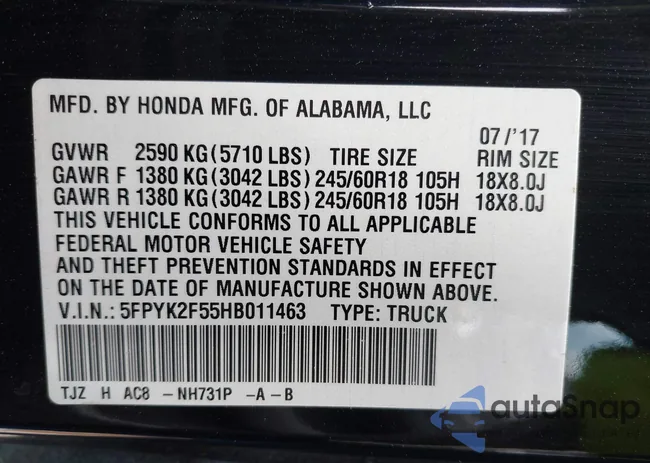 MFD. BY HONDA MFG. OF ALABAMA, LLC
07/'17
GVWR 2590 KG(5710 LBS) TIRE SIZE RIM SIZE
GAWR F 1380 KG(3042 LBS) 245/60R18 105H 18X8.0J
GAWR R 1380 KG(3042 LBS) 245/60R18 105H 18X8.0J
THIS VEHICLE CONFORMS TO ALL APPLICABLE
FEDERAL MOTOR VEHICLE SAFETY
AND THEFT PREVENTION STANDARDS IN EFFECT
ON THE DATE OF MANUFACTURE SHOWN ABOVE.
V.I.N.: 5FPYK2F55HB011463 TYPE: TRUCK
TJZ H AC8 -NH731P -A-B
autoSnap